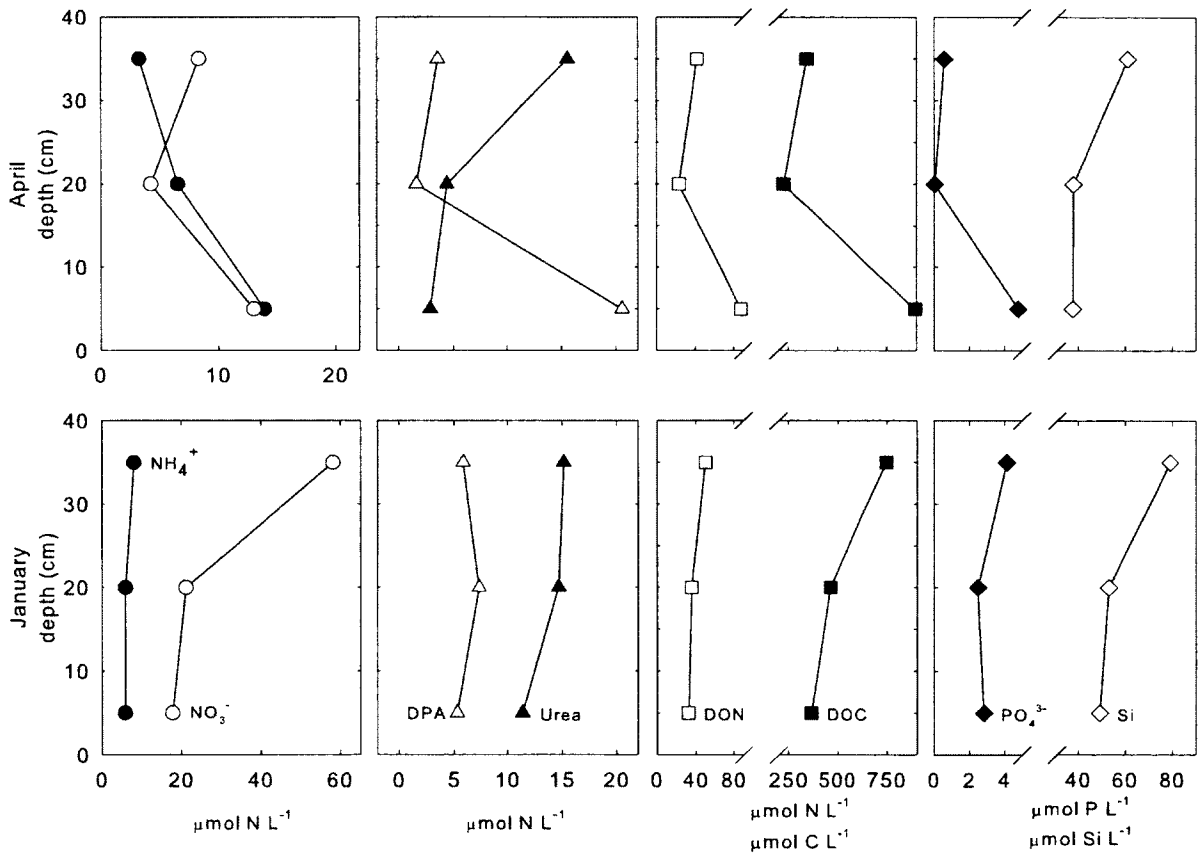 40
30
20
10
0
April
depth (cm)
0 10 20
40
30
20
10
0
January
depth (cm)
NH₄⁺
NO₃⁻
DPA
Urea
DON
DOC
PO₄³⁻
Si
0 20 40 60
0 5 10 15 20
0 40 80 250 750
0 2 4 40 60 80
µmol N L⁻¹
µmol N L⁻¹
µmol N L⁻¹
µmol C L⁻¹
µmol P L⁻¹
µmol Si L⁻¹